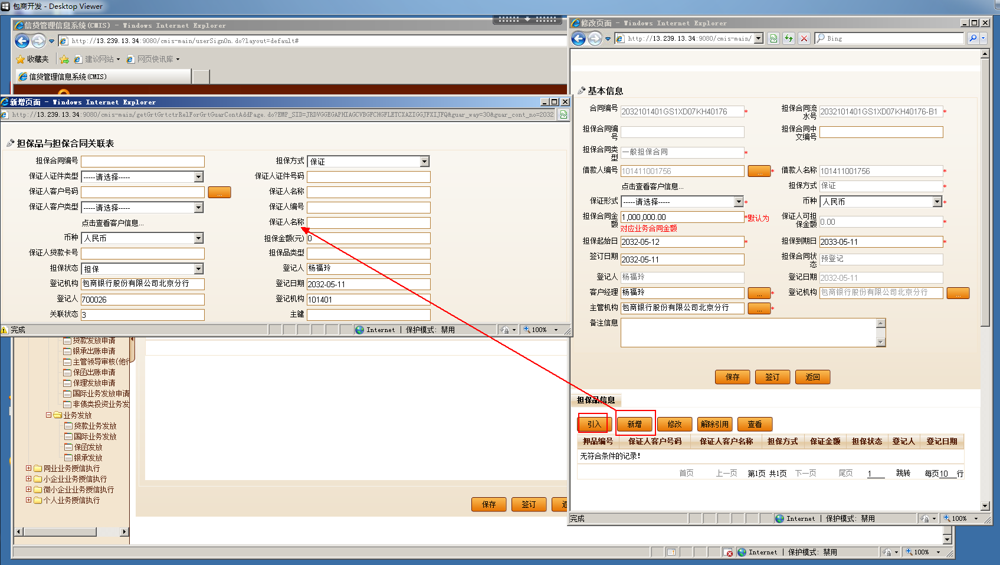 包商开发 - Desktop Viewer
信贷管理信息系统(CMIS) - Windows Internet Explorer
http://13.239.13.34:9080/cmis-main/userSignOn.do?layout=default#
收藏夹 建议网站 网页快讯库
信贷管理信息系统(CMIS)
新增页面 - Windows Internet Explorer
http://13.239.13.34:9080/cmis-main/getGrtGrtctrRelForGrtGuarContAddPage.do?EMP_SID=JRDVGGEGAPHIAGCVBGFCHGFLETCXAZIGGJFXIJFQ&guar_way=30&guar_cont_no=2032
担保品与担保合同关联表
担保合同编号 担保方式 保证
保证人证件类型 -----请选择----- 保证人证件号码
保证人客户号码 ... 保证人名称
保证人客户类型 -----请选择----- 保证人编号
点击查看客户信息... 保证人名称
币种 人民币 担保金额(元) 0
保证人贷款卡号 担保品类型
担保状态 担保 登记人 杨福玲
登记机构 包商银行股份有限公司北京分行 登记日期 2032-05-11
登记人 700026 登记机构 101401
关联状态 3 主键
完成 Internet | 保护模式: 禁用 100%
贷款发放申请
银承出账申请
主管领导审核(他行
保函出账申请
保理发放申请
国际业务发放申请
非债类投资业务发
业务发放
贷款业务发放
国际业务发放
保函发放
银承发放
同业业务授信执行
小企业业务授信执行
微小企业业务授信执行
个人业务授信执行
保存 签订 返
修改页面 - Windows Internet Explorer
http://13.239.13.34:9080/cmis-main/ Bing
基本信息
合同编号 2032101401GS1XD07KH40176 * 担保合同流水号 2032101401GS1XD07KH40176-B1 *
担保合同编号 担保合同中文编号
担保合同类型 一般担保合同 *
借款人编号 101411001756 ... * 借款人名称 101411001756 *
点击查看客户信息... 担保方式 保证 *
保证形式 -----请选择----- * 币种 人民币 *
担保合同金额 1,000,000.00 *默认为对应业务合同金额 保证人可担保金额 0.00 *
担保起始日 2032-05-12 * 担保到期日 2033-05-11 *
签订日期 2032-05-11 担保合同状态 预登记
登记人 杨福玲 登记日期 2032-05-11
客户经理 杨福玲 ... * 登记机构 包商银行股份有限公司北京分行 ...
主管机构 包商银行股份有限公司北京分行 ... *
备注信息
保存 签订 返回
担保品信息
引入 新增 修改 解除引用 查看
押品编号 保证人客户号码 保证人客户名称 担保方式 保证金额 担保状态 登记人 登记日期
无符合条件的记录!
首页 上一页 第1页 共1页 下一页 尾页 1 跳转 每页10 行
完成 Internet | 保护模式: 禁用 100%
Internet | 保护模式: 禁用 100%